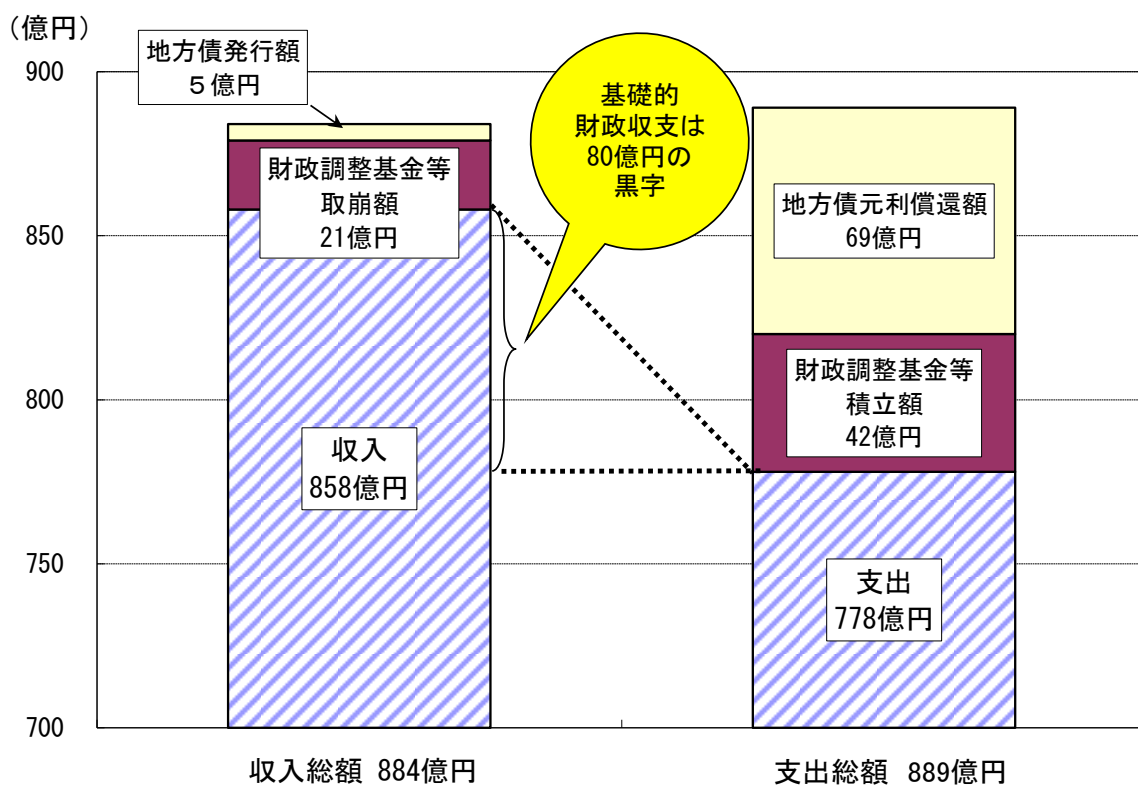 （億円）
地方債発行額
５億円
900
850
800
750
700
財政調整基金等
取崩額
21億円
収入
858億円
基礎的
財政収支は
80億円の
黒字
地方債元利償還額
69億円
財政調整基金等
積立額
42億円
支出
778億円
収入総額 884億円
支出総額 889億円